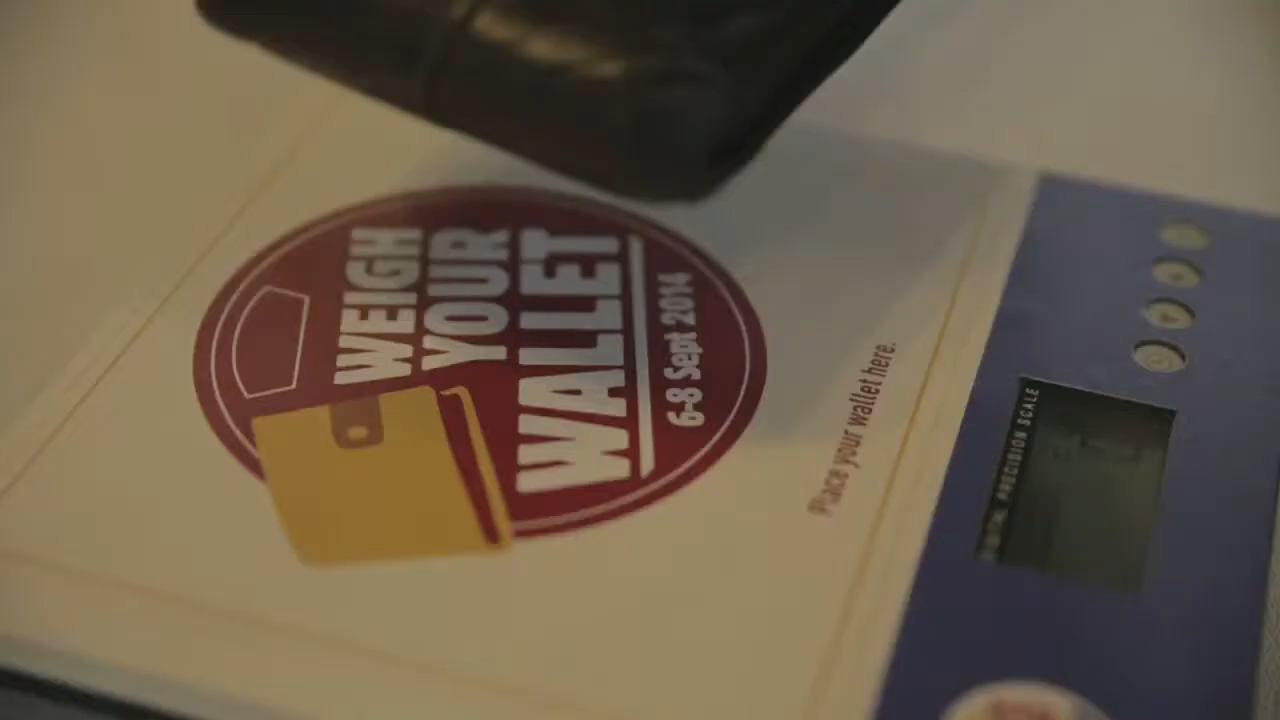 WEIGH
YOUR
WALLET
6-8 Sept 2014
Place your wallet here.
PRECISION SCALE